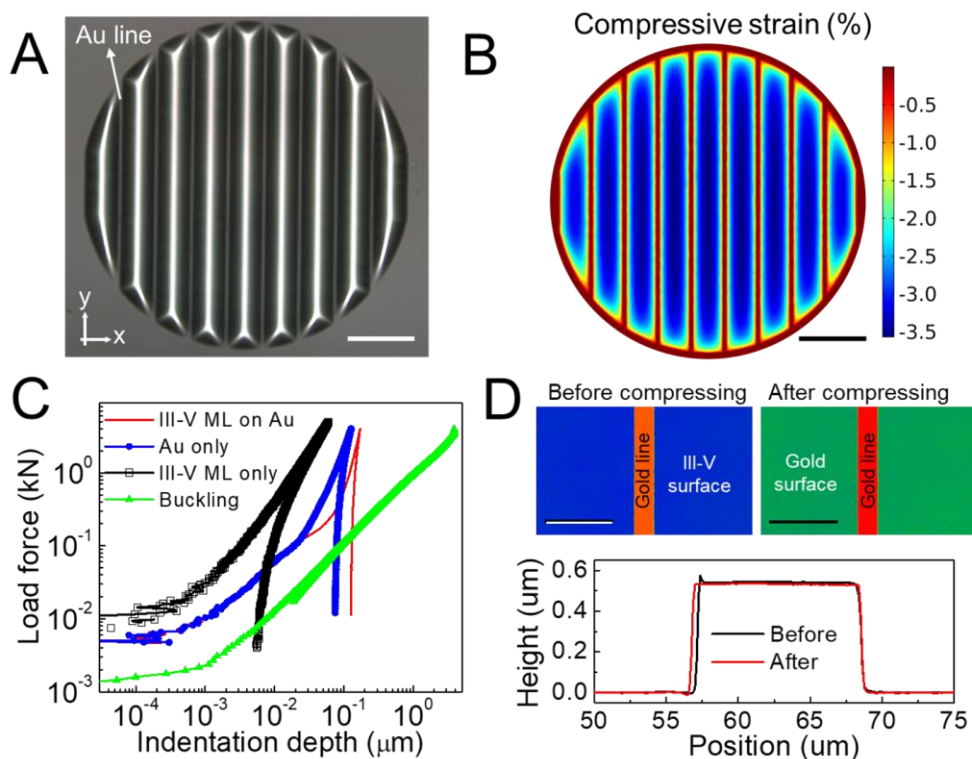 A
Au line
y
x
B
Compressive strain (%)
-0.5
-1.0
-1.5
-2.0
-2.5
-3.0
-3.5
C
Load force (kN)
10⁰
10⁻¹
10⁻²
10⁻³
III-V ML on Au
Au only
III-V ML only
Buckling
10⁻⁴ 10⁻³ 10⁻² 10⁻¹ 10⁰
Indentation depth (μm)
D
Before compressing
After compressing
Gold line
III-V
surface
Gold
surface
Gold line
Height (um)
0.6
0.4
0.2
0.0
Before
After
50 55 60 65 70 75
Position (um)